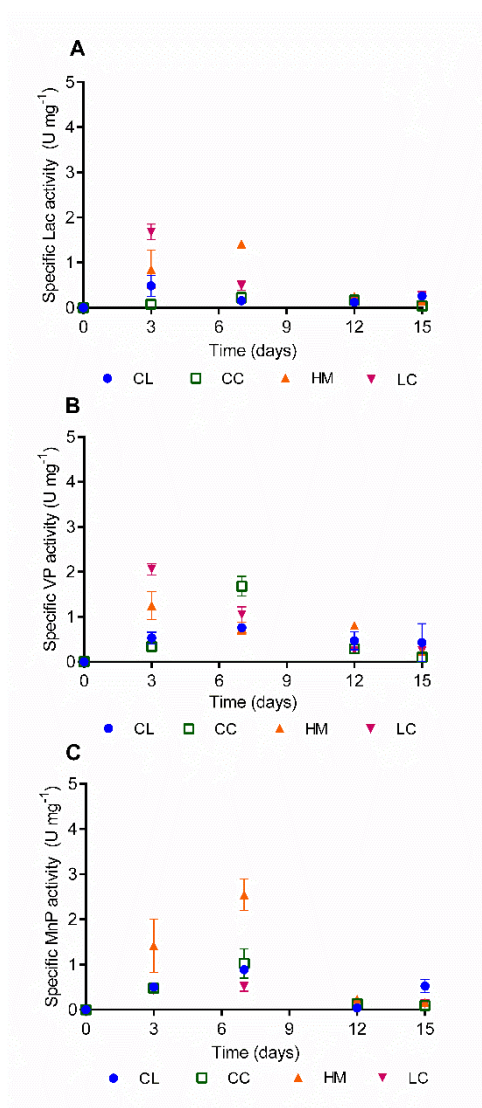 A
Specific Lac activity (U mg-1)
5
4
3
2
1
0
0 3 6 9 12 15
Time (days)
CL CC HM LC
B
Specific VP activity (U mg-1)
5
4
3
2
1
0
0 3 6 9 12 15
Time (days)
CL CC HM LC
C
Specific MnP activity (U mg-1)
5
4
3
2
1
0
0 3 6 9 12 15
Time (days)
CL CC HM LC